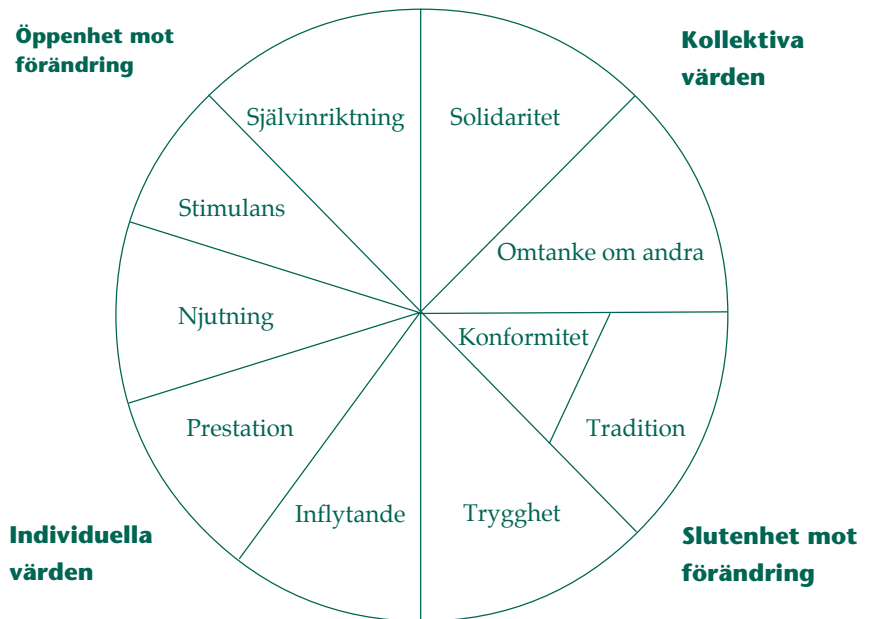 Öppenhet mot
förändring
Kollektiva
värden
Självinriktning
Solidaritet
Stimulans
Omtanke om andra
Njutning
Konformitet
Prestation
Tradition
Inflytande
Trygghet
Individuella
värden
Slutenhet mot
förändring